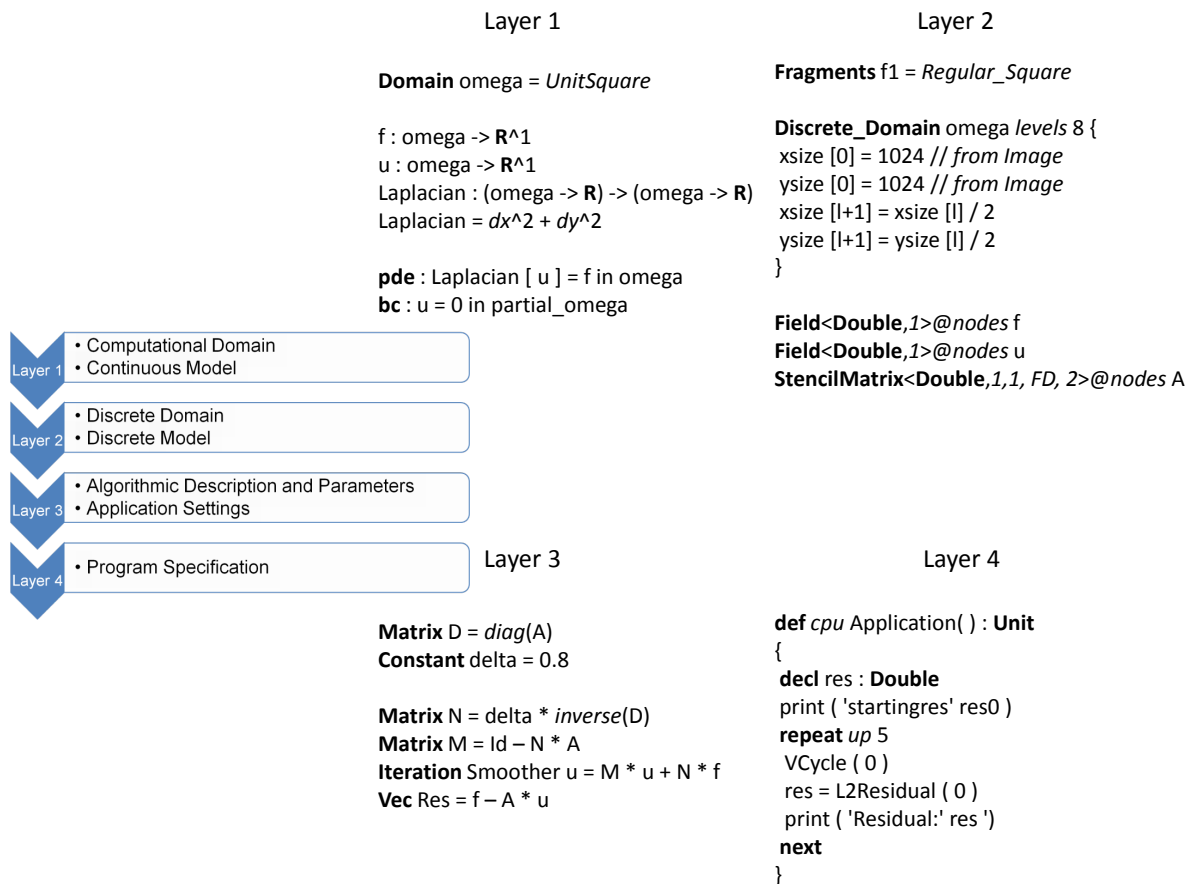 Layer 1
Domain omega = UnitSquare
f : omega -> R^1
u : omega -> R^1
Laplacian : (omega -> R) -> (omega -> R)
Laplacian = dx^2 + dy^2
pde : Laplacian [ u ] = f in omega
bc : u = 0 in partial_omega
Layer 2
Fragments f1 = Regular_Square
Discrete_Domain omega levels 8 {
xsize [0] = 1024 // from Image
ysize [0] = 1024 // from Image
xsize [l+1] = xsize [l] / 2
ysize [l+1] = ysize [l] / 2
}
Field<Double,1>@nodes f
Field<Double,1>@nodes u
StencilMatrix<Double,1,1, FD, 2>@nodes A
Layer 1
• Computational Domain
• Continuous Model
Layer 2
• Discrete Domain
• Discrete Model
Layer 3
• Algorithmic Description and Parameters
• Application Settings
Layer 4
• Program Specification
Layer 3
Matrix D = diag(A)
Constant delta = 0.8
Matrix N = delta * inverse(D)
Matrix M = Id – N * A
Iteration Smoother u = M * u + N * f
Vec Res = f – A * u
Layer 4
def cpu Application( ) : Unit
{
decl res : Double
print ( 'startingres' res0 )
repeat up 5
VCycle ( 0 )
res = L2Residual ( 0 )
print ( 'Residual:' res ')
next
}